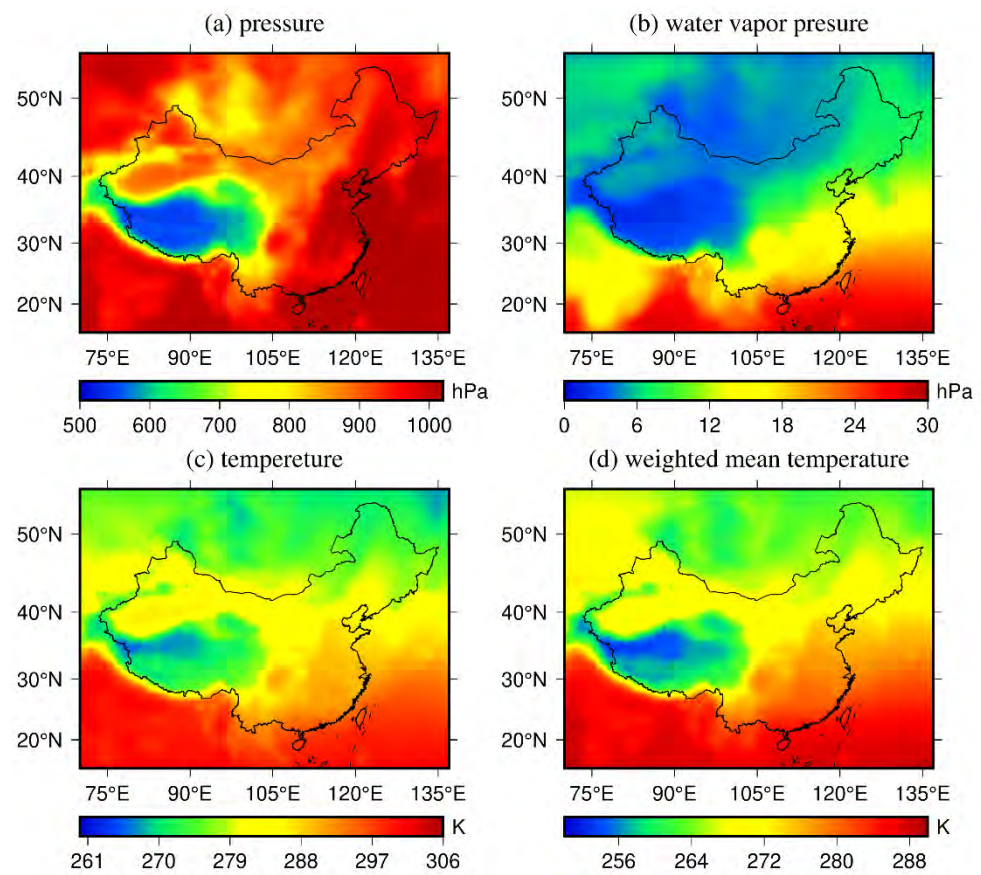 (a) pressure
(b) water vapor presure
50°N
40°N
30°N
20°N
50°N
40°N
30°N
20°N
75°E 90°E 105°E 120°E 135°E
75°E 90°E 105°E 120°E 135°E
hPa
hPa
500 600 700 800 900 1000
0 6 12 18 24 30
(c) tempereture
(d) weighted mean temperature
50°N
40°N
30°N
20°N
50°N
40°N
30°N
20°N
75°E 90°E 105°E 120°E 135°E
75°E 90°E 105°E 120°E 135°E
K
K
261 270 279 288 297 306
256 264 272 280 288